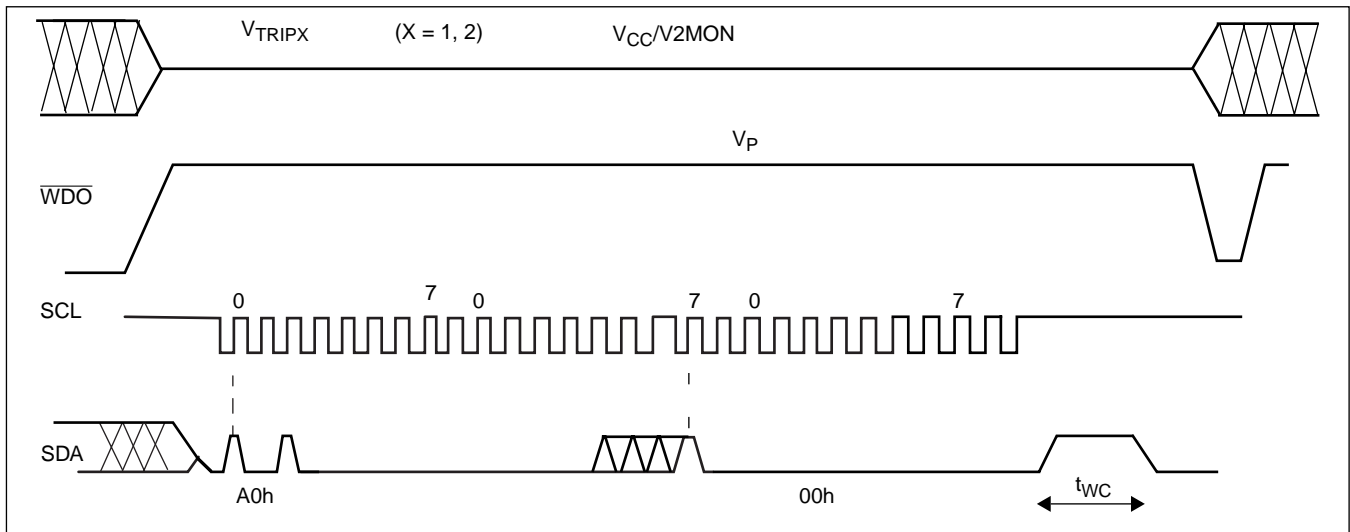 VTRIPX (X = 1, 2) VCC/V2MON
VP
WDO
0 7 0 7 0 7
SCL
SDA
A0h 00h tWC